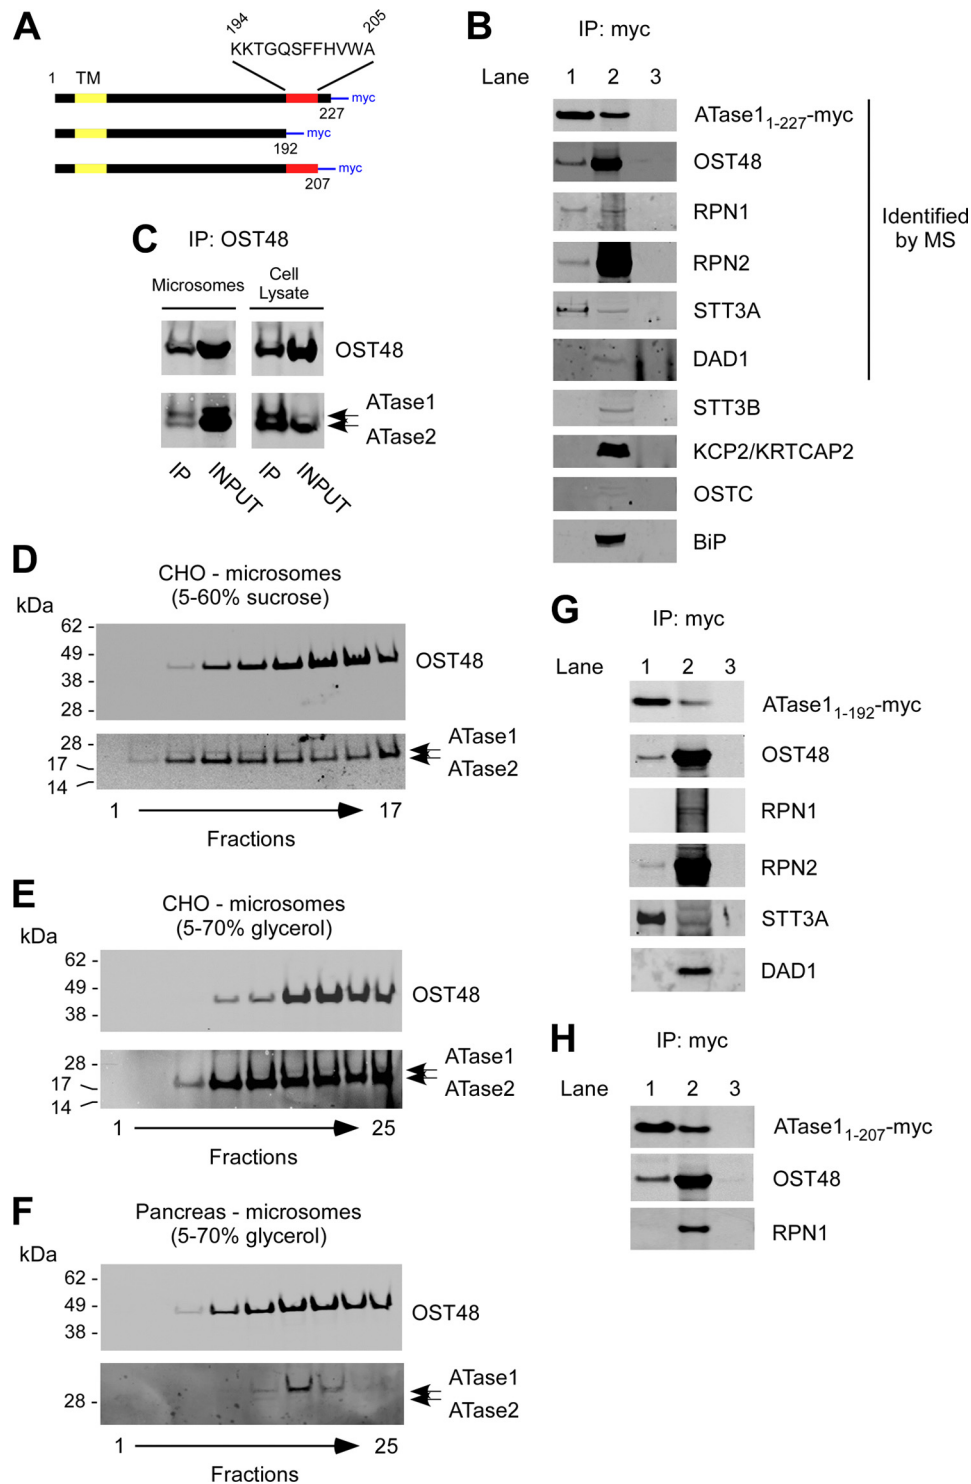 A
194
205
KKTGQSFFHVWA
1
TM
myc
227
myc
192
myc
207
B
IP: myc
Lane 1 2 3
ATase1₁₋₂₂₇-myc
OST48
RPN1
RPN2
STT3A
DAD1
Identified
by MS
STT3B
KCP2/KRTCAP2
OSTC
BiP
C
IP: OST48
Microsomes
Cell
Lysate
OST48
ATase1
ATase2
IP
INPUT
IP
INPUT
D
CHO - microsomes
(5-60% sucrose)
kDa
62 -
49 -
38 -
28 -
OST48
28 -
17
14
ATase1
ATase2
1
17
Fractions
E
CHO - microsomes
(5-70% glycerol)
kDa
62 -
49 -
38 -
OST48
28 -
17
14
ATase1
ATase2
1
25
Fractions
F
Pancreas - microsomes
(5-70% glycerol)
kDa
62 -
49 -
38 -
OST48
28 -
ATase1
ATase2
1
25
Fractions
G
IP: myc
Lane 1 2 3
ATase1₁₋₁₉₂-myc
OST48
RPN1
RPN2
STT3A
DAD1
H
IP: myc
Lane 1 2 3
ATase1₁₋₂₀₇-myc
OST48
RPN1